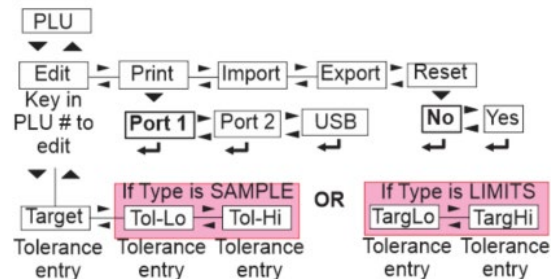 PLU
Edit Print Import Export Reset
Key in
PLU # to
edit
Port 1 Port 2 USB
No Yes
If Type is SAMPLE OR If Type is LIMITS
Target Tol-Lo Tol-Hi TargLo TargHi
Tolerance Tolerance Tolerance Tolerance Tolerance
entry entry entry entry entry